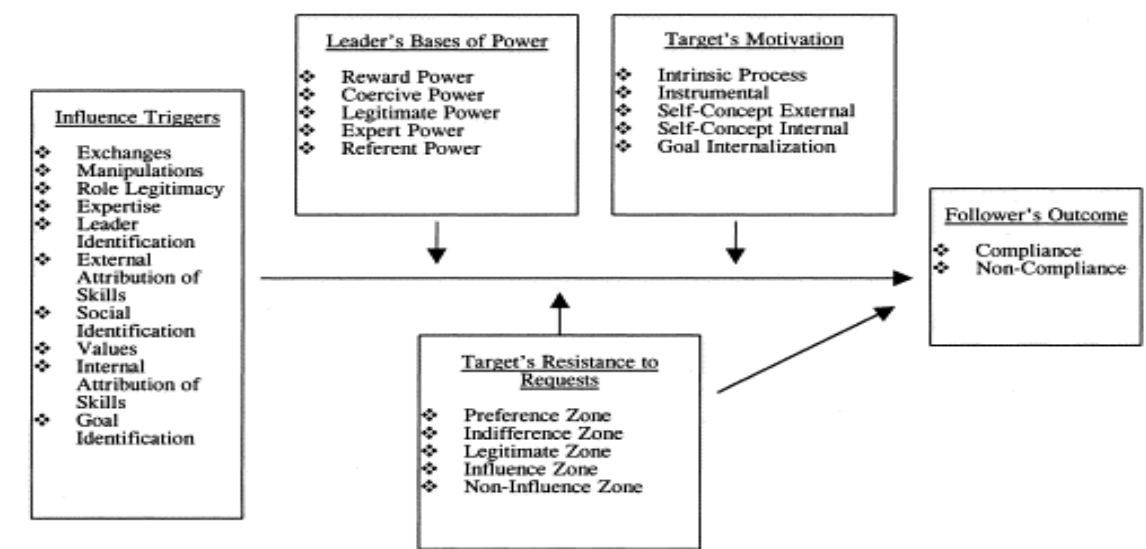 Leader's Bases of Power
❖ Reward Power
❖ Coercive Power
❖ Legitimate Power
❖ Expert Power
❖ Referent Power
Target's Motivation
❖ Intrinsic Process
❖ Instrumental
❖ Self-Concept External
❖ Self-Concept Internal
❖ Goal Internalization
Influence Triggers
❖ Exchanges
❖ Manipulations
❖ Role Legitimacy
❖ Expertise
❖ Leader
Identification
❖ External
Attribution of
Skills
❖ Social
Identification
❖ Values
❖ Internal
Attribution of
Skills
❖ Goal
Identification
Follower's Outcome
❖ Compliance
❖ Non-Compliance
Target's Resistance to
Requests
❖ Preference Zone
❖ Indifference Zone
❖ Legitimate Zone
❖ Influence Zone
❖ Non-Influence Zone